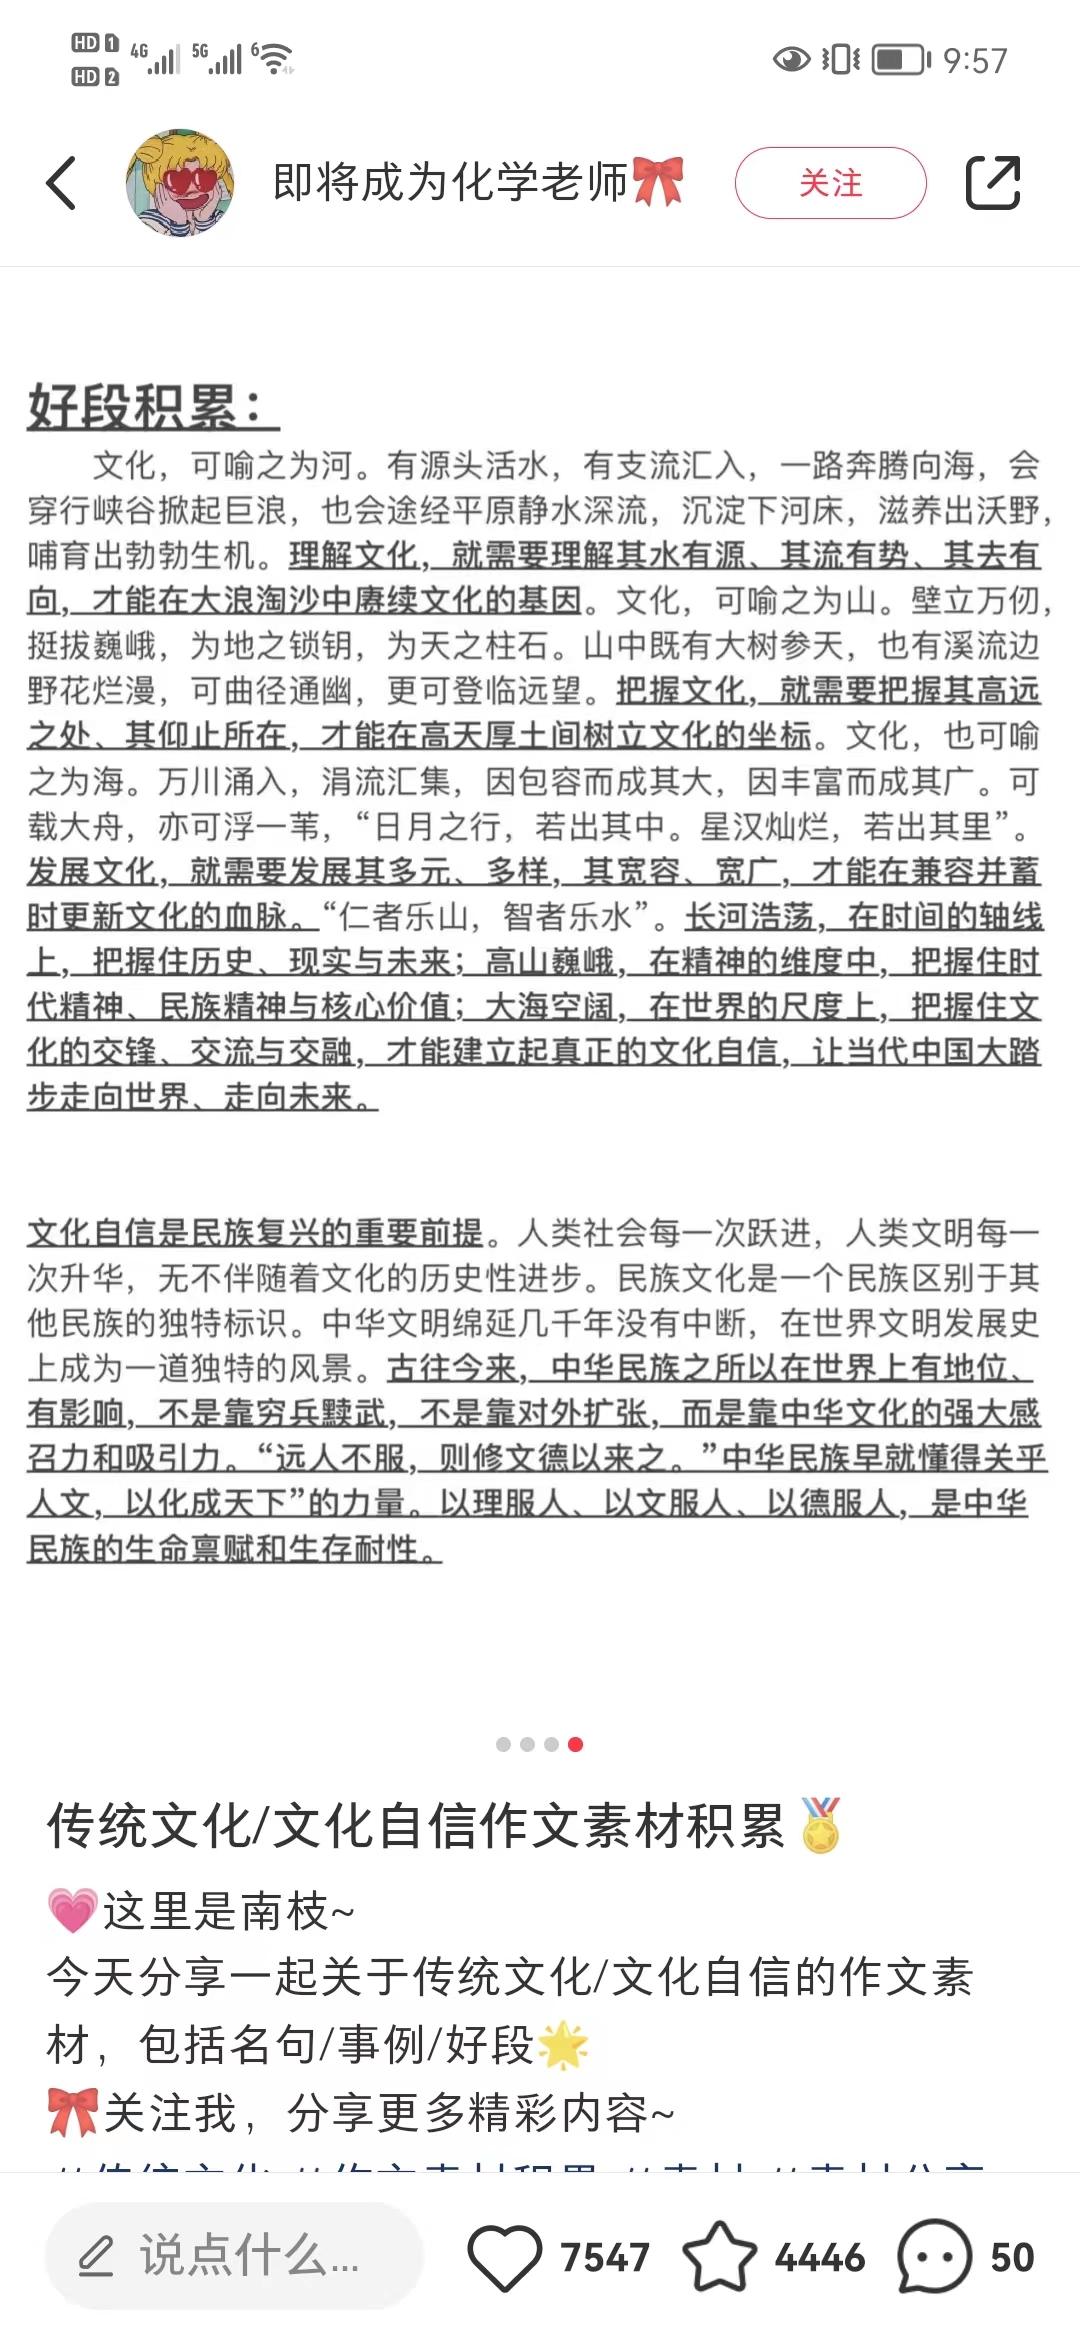 HD 1 4G 5G 6 9:57
HD 2
即将成为化学老师🎀 关注
好段积累：
文化，可喻之为河。有源头活水，有支流汇入，一路奔腾向海，会
穿行峡谷掀起巨浪，也会途经平原静水深流，沉淀下河床，滋养出沃野，
哺育出勃勃生机。理解文化，就需要理解其水有源、其流有势、其去有
向，才能在大浪淘沙中赓续文化的基因。文化，可喻之为山。壁立万仞，
挺拔巍峨，为地之锁钥，为天之柱石。山中既有大树参天，也有溪流边
野花烂漫，可曲径通幽，更可登临远望。把握文化，就需要把握其高远
之处、其仰止所在，才能在高天厚土间树立文化的坐标。文化，也可喻
之为海。万川涌入，涓流汇集，因包容而成其大，因丰富而成其广。可
载大舟，亦可浮一苇，“日月之行，若出其中。星汉灿烂，若出其里”。
发展文化，就需要发展其多元、多样，其宽容、宽广，才能在兼容并蓄
时更新文化的血脉。“仁者乐山，智者乐水”。长河浩荡，在时间的轴线
上，把握住历史、现实与未来；高山巍峨，在精神的维度中，把握住时
代精神、民族精神与核心价值；大海空阔，在世界的尺度上，把握住文
化的交锋、交流与交融，才能建立起真正的文化自信，让当代中国大踏
步走向世界、走向未来。
文化自信是民族复兴的重要前提。人类社会每一次跃进，人类文明每一
次升华，无不伴随着文化的历史性进步。民族文化是一个民族区别于其
他民族的独特标识。中华文明绵延几千年没有中断，在世界文明发展史
上成为一道独特的风景。古往今来，中华民族之所以在世界上有地位、
有影响，不是靠穷兵黩武，不是靠对外扩张，而是靠中华文化的强大感
召力和吸引力。“远人不服，则修文德以来之。”中华民族早就懂得关乎
人文，以化成天下”的力量。以理服人、以文服人、以德服人，是中华
民族的生命禀赋和生存耐性。
传统文化/文化自信作文素材积累🏅
💗这里是南枝~
今天分享一起关于传统文化/文化自信的作文素
材，包括名句/事例/好段🌟
🎀关注我，分享更多精彩内容~
说点什么... 7547 4446 50